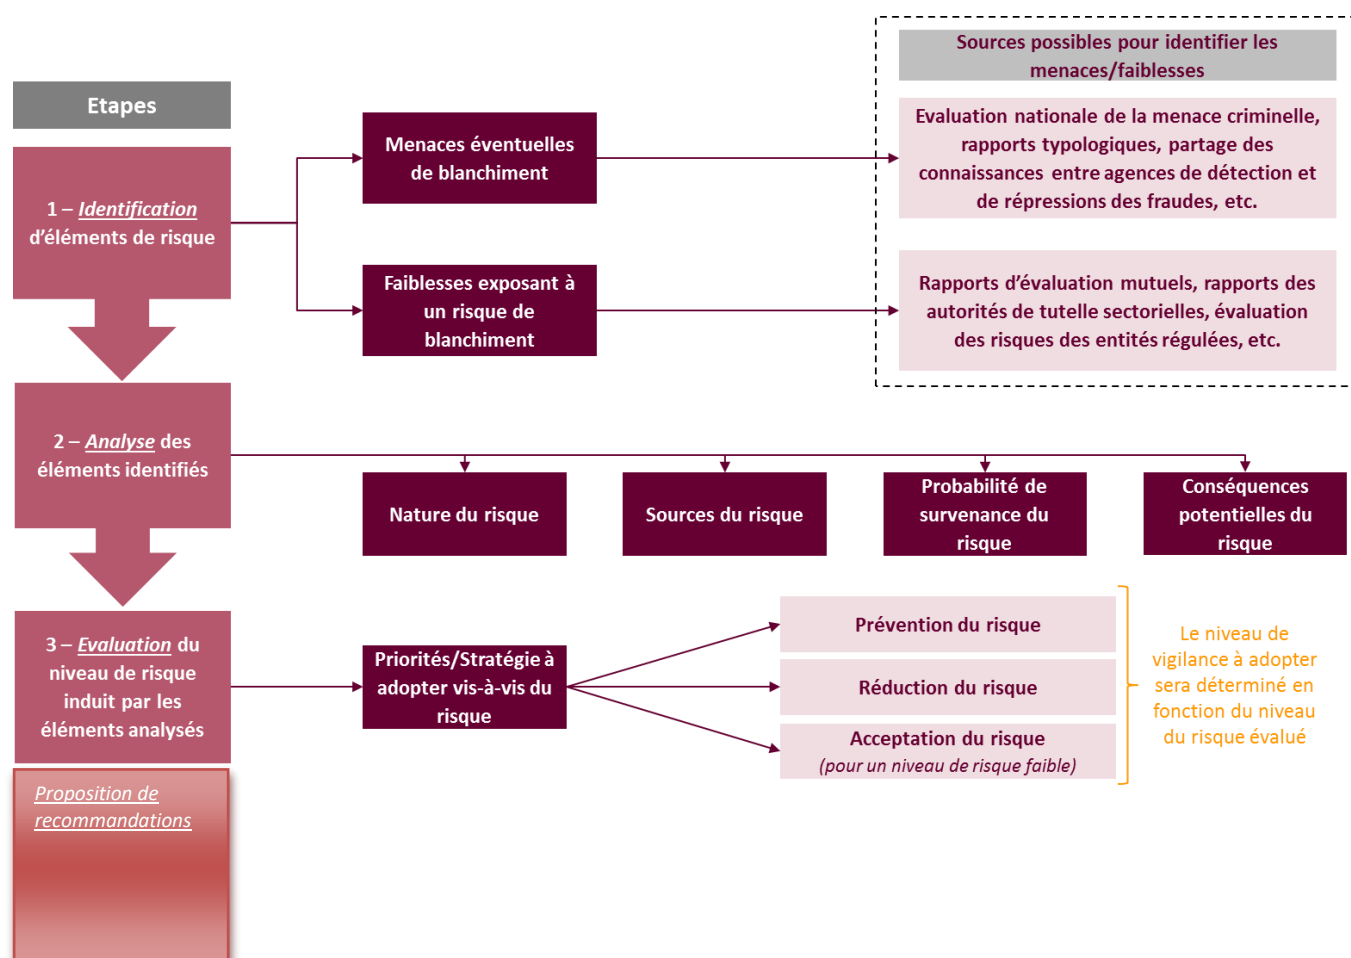 Etapes
1 – Identification
d'éléments de risque
Menaces éventuelles
de blanchiment
Faiblesses exposant à
un risque de
blanchiment
Sources possibles pour identifier les
menaces/faiblesses
Evaluation nationale de la menace criminelle,
rapports typologiques, partage des
connaissances entre agences de détection et
de répressions des fraudes, etc.
Rapports d'évaluation mutuels, rapports des
autorités de tutelle sectorielles, évaluation
des risques des entités régulées, etc.
2 – Analyse des
éléments identifiés
Nature du risque
Sources du risque
Probabilité de
survenance du
risque
Conséquences
potentielles du
risque
3 – Evaluation du
niveau de risque
induit par les
éléments analysés
Priorités/Stratégie à
adopter vis-à-vis du
risque
Prévention du risque
Réduction du risque
Acceptation du risque
(pour un niveau de risque faible)
Le niveau de
vigilance à adopter
sera déterminé en
fonction du niveau
du risque évalué
Proposition de
recommandations